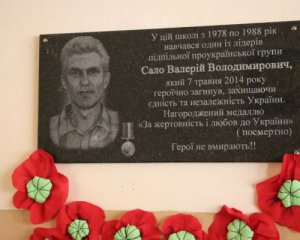 У цій школі з 1978 по 1988 рік
навчався один із лідерів
підпільної проукраїнської групи
Сало Валерій Володимирович,
який 7 травня 2014 року
героїчно загинув, захищаючи
єдність та незалежність України.
Нагороджений медаллю
«За жертовність і любов до України»
( посмертно)
Герої не вмирають!!